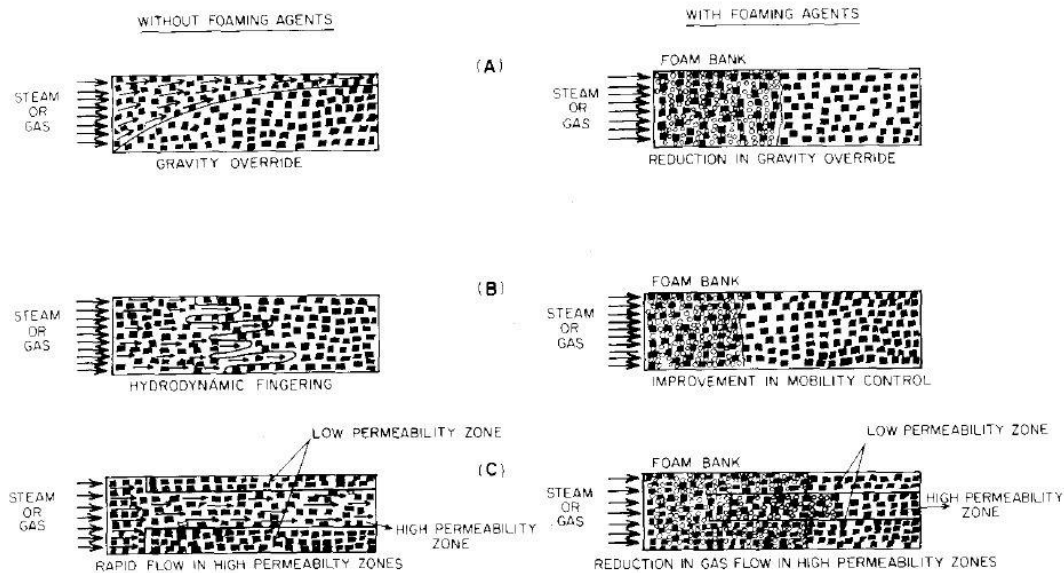 WITHOUT FOAMING AGENTS
WITH FOAMING AGENTS
(A)
STEAM
OR
GAS
GRAVITY OVERRIDE
FOAM BANK
STEAM
OR
GAS
REDUCTION IN GRAVITY OVERRIDE
(B)
STEAM
OR
GAS
HYDRODYNAMIC FINGERING
FOAM BANK
STEAM
OR
GAS
IMPROVEMENT IN MOBILITY CONTROL
(C)
LOW PERMEABILITY ZONE
STEAM
OR
GAS
HIGH PERMEABILITY
ZONE
RAPID FLOW IN HIGH PERMEABILTY ZONES
LOW PERMEABILITY ZONE
FOAM BANK
STEAM
OR
GAS
HIGH PERMEABILITY
ZONE
REDUCTION IN GAS FLOW IN HIGH PERMEABILITY ZONES